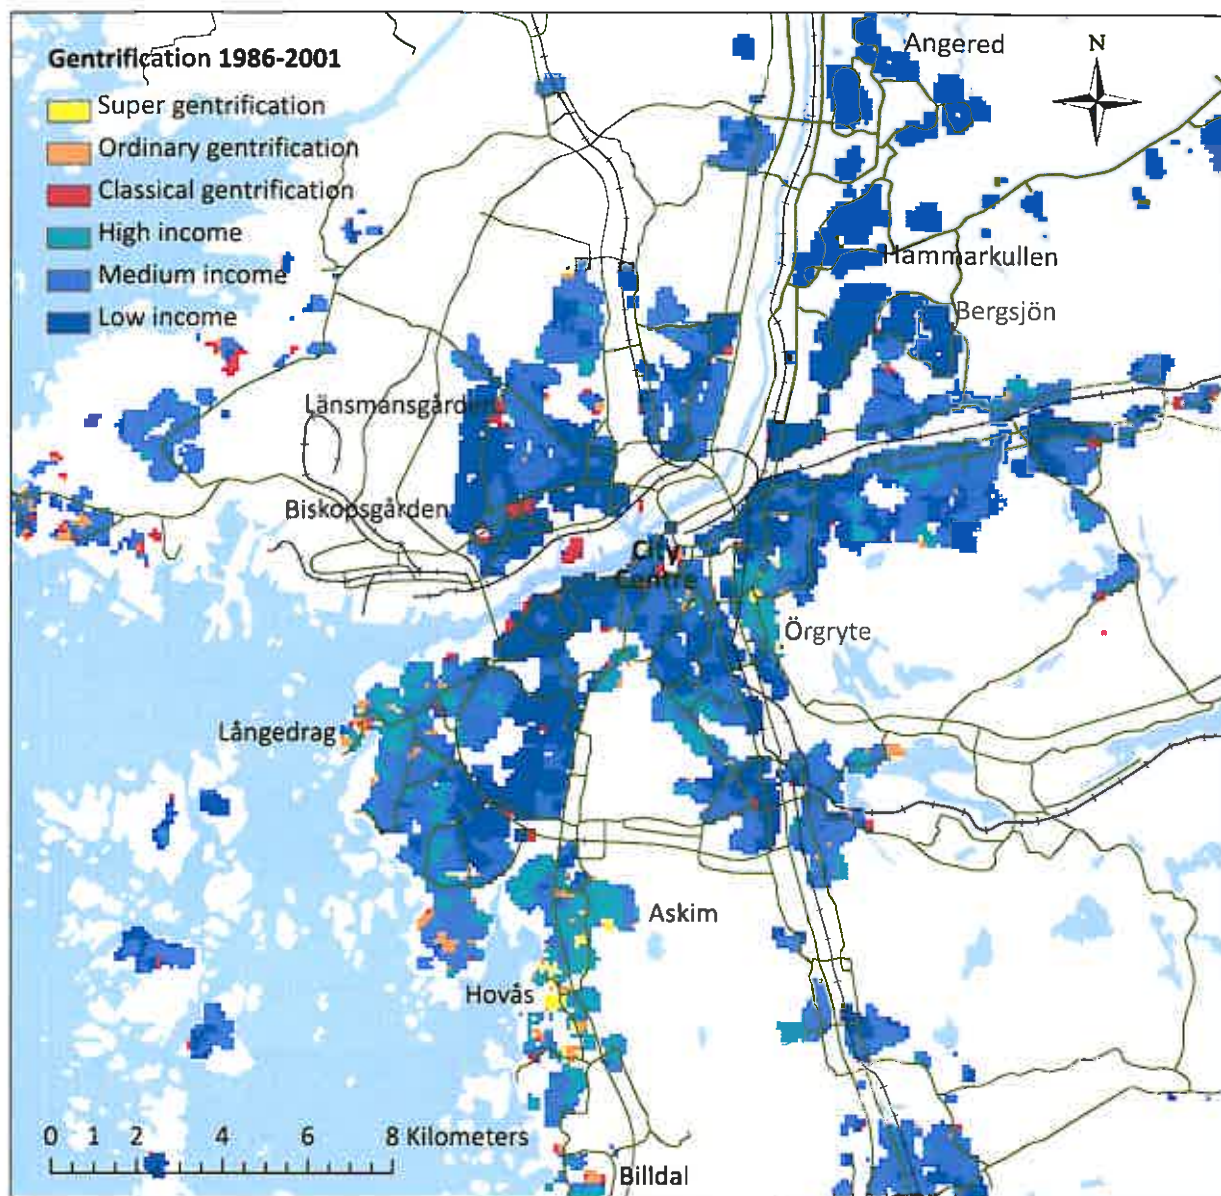 Gentrification 1986-2001
Super gentrification
Ordinary gentrification
Classical gentrification
High income
Medium income
Low income
Angered
N
Hammarkullen
Bergsjön
Länsmansgården
Biskopsgården
City
Centre
Örgryte
Långedrag
Askim
Hovås
0 1 2 4 6 8 Kilometers
Billdal